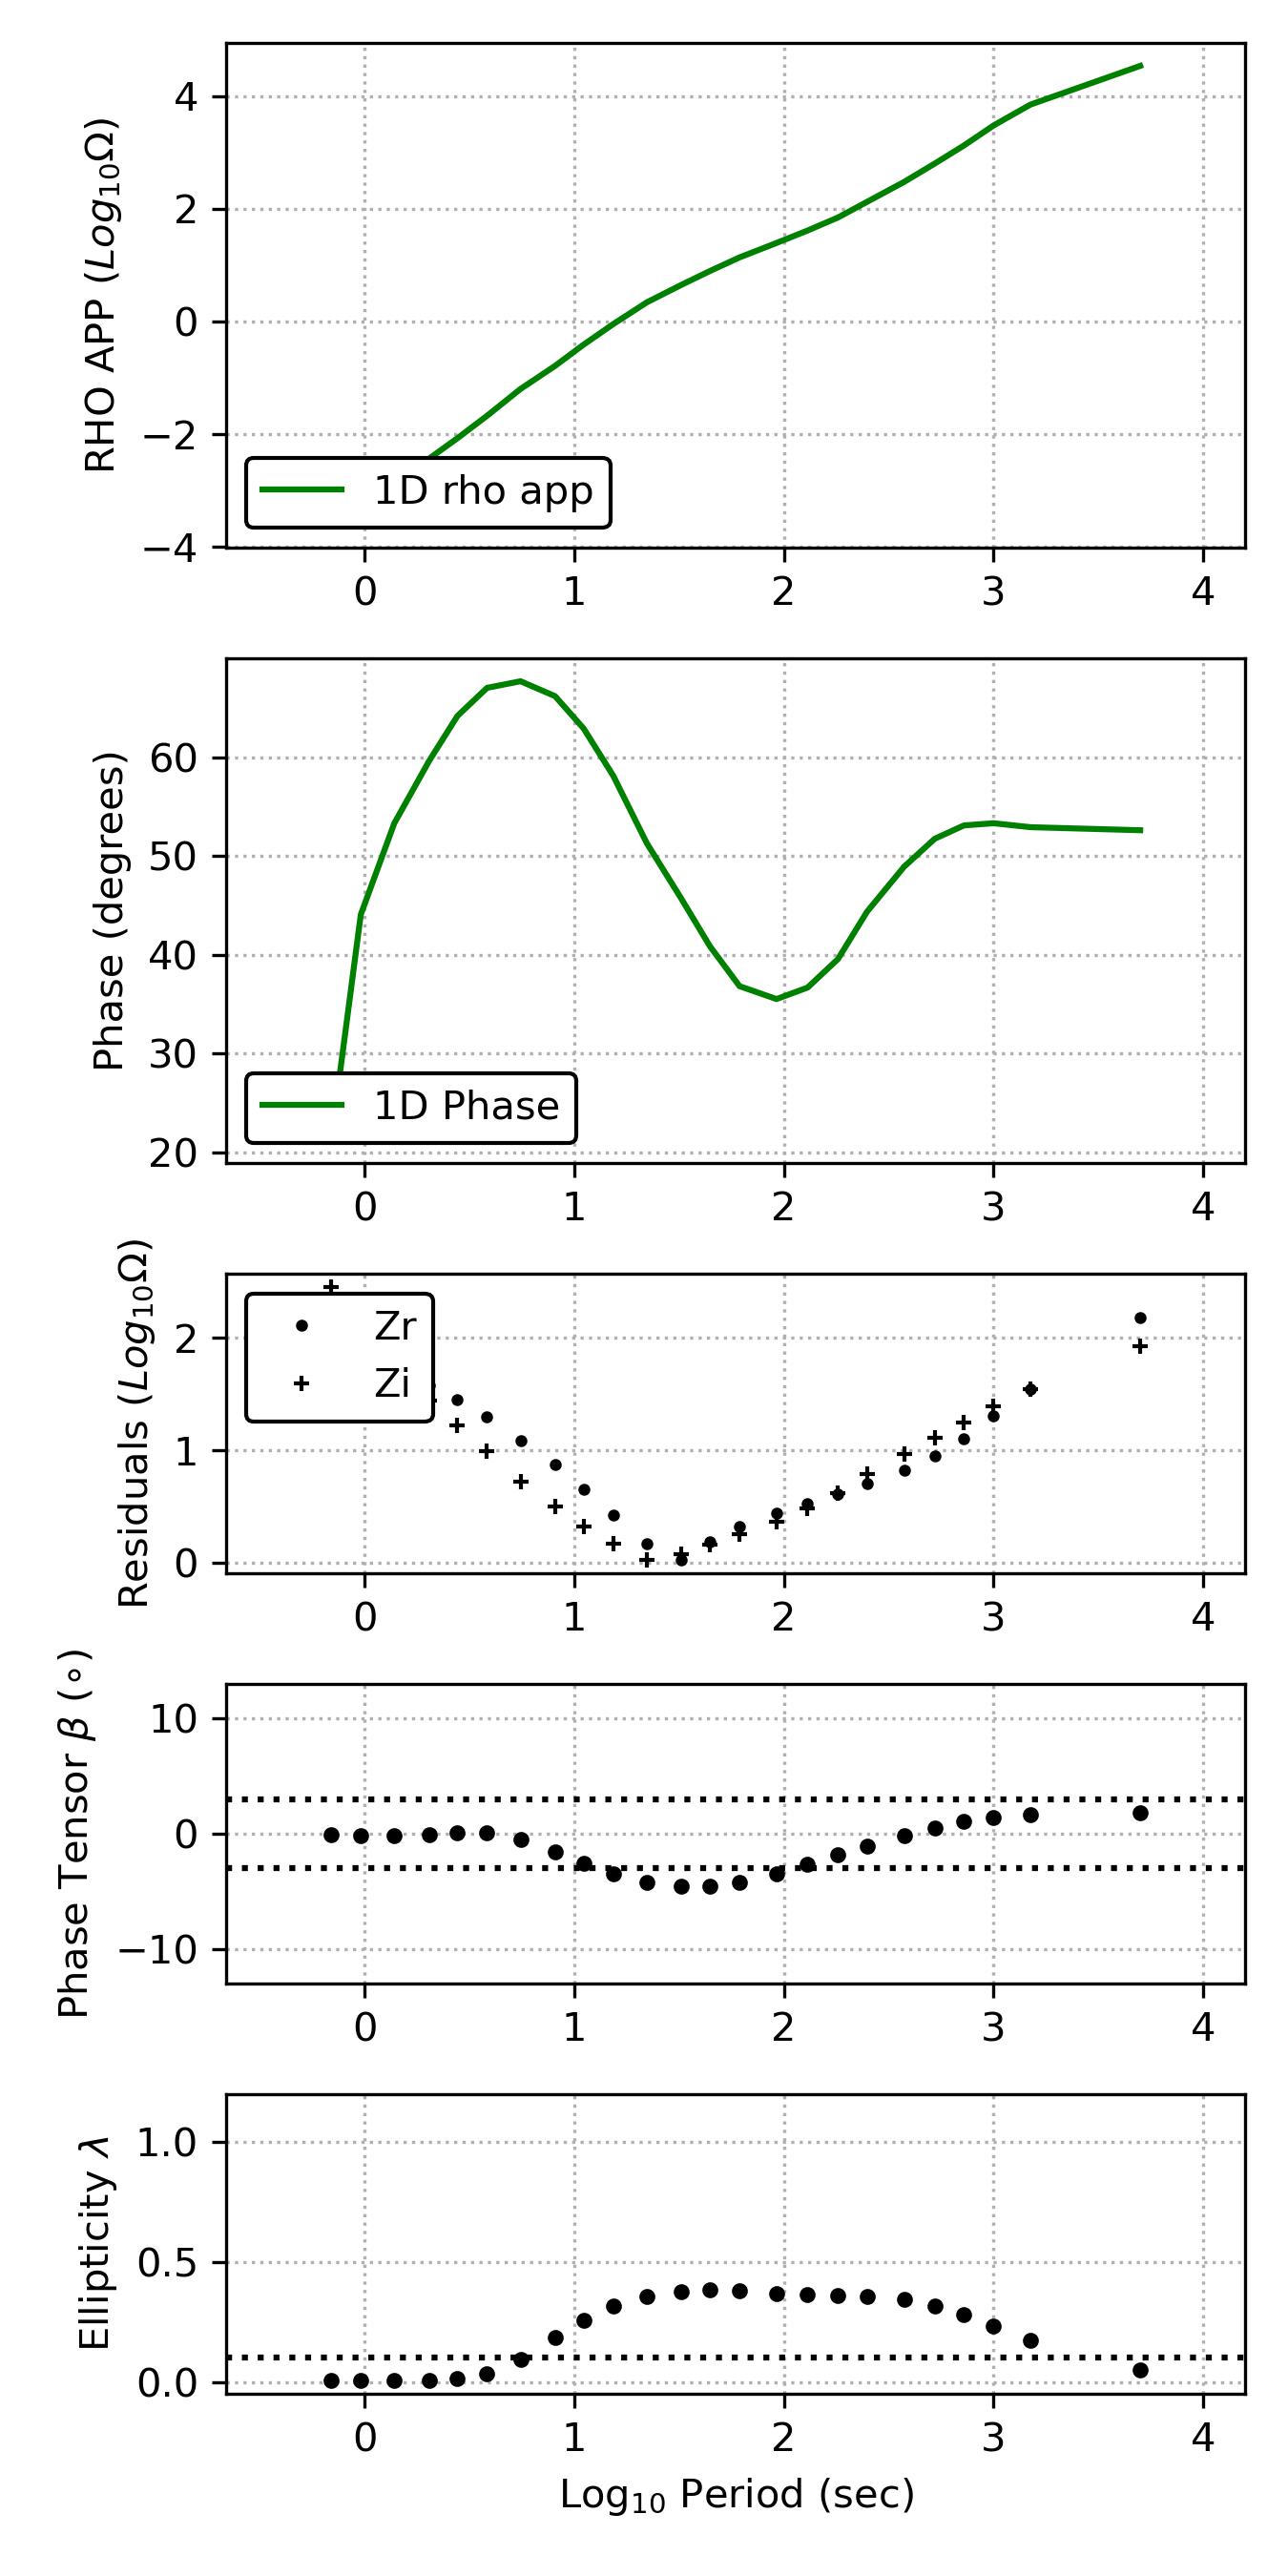 RHO APP (Log₁₀Ω)
4
2
0
−2
−4
1D rho app
0 1 2 3 4
Phase (degrees)
60
50
40
30
20
1D Phase
0 1 2 3 4
Residuals (Log₁₀Ω)
2
1
0
Zr
Zi
0 1 2 3 4
Phase Tensor β (∘)
10
0
−10
0 1 2 3 4
Ellipticity λ
1.0
0.5
0.0
0 1 2 3 4
Log₁₀ Period (sec)